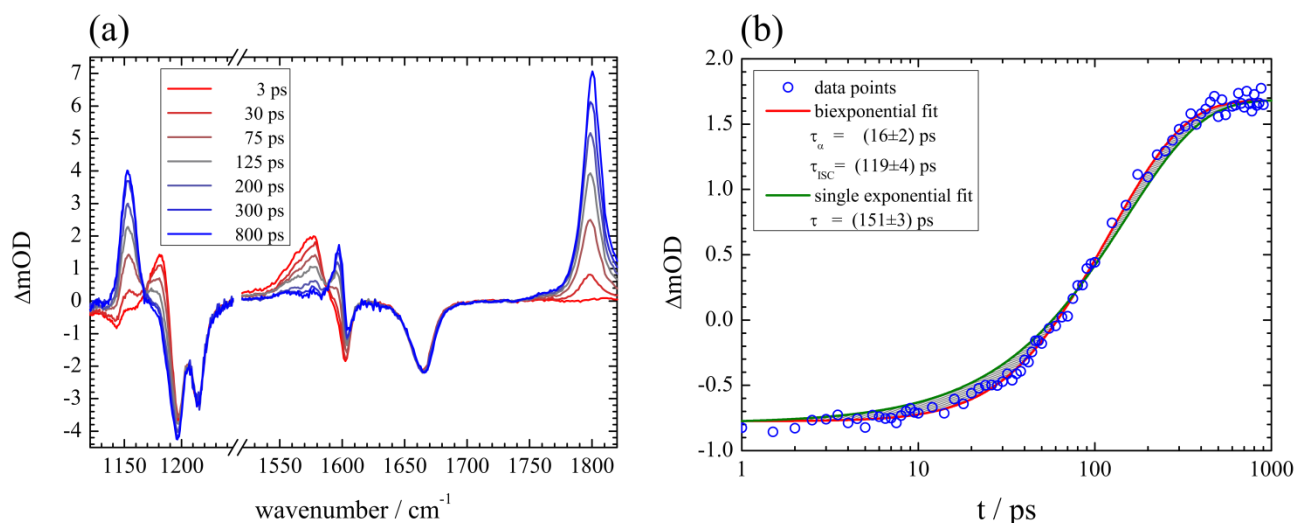 (a)
7
6
5
4
3
2
1
0
-1
-2
-3
-4
ΔmOD
3 ps
30 ps
75 ps
125 ps
200 ps
300 ps
800 ps
1150 1200 1550 1600 1650 1700 1750 1800
wavenumber / cm⁻¹
(b)
2.0
1.5
1.0
0.5
0.0
-0.5
-1.0
ΔmOD
data points
biexponential fit
τα = (16±2) ps
τISC= (119±4) ps
single exponential fit
τ = (151±3) ps
1 10 100 1000
t / ps